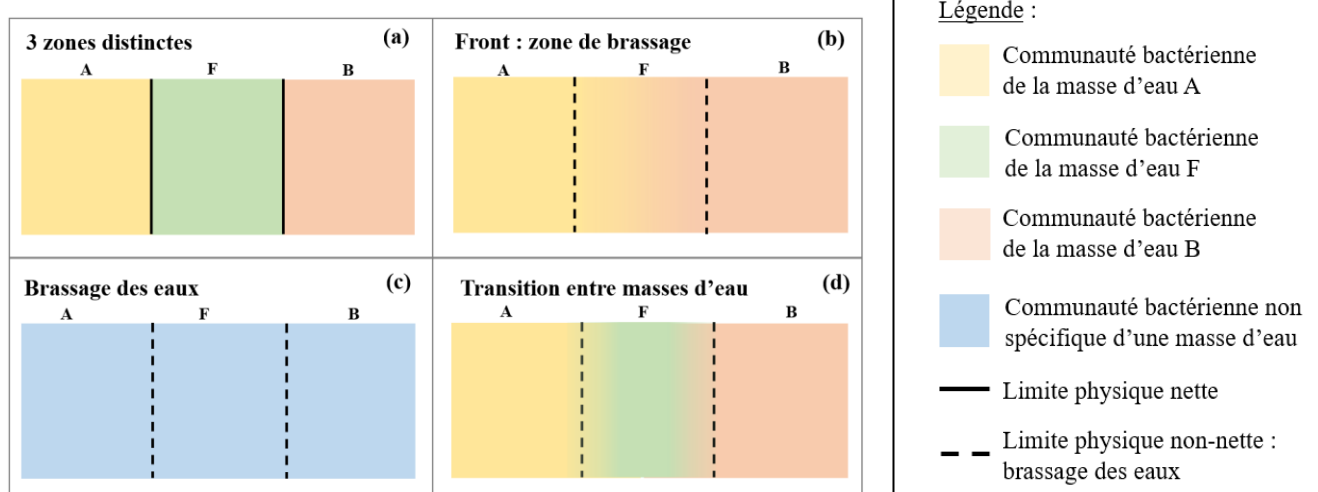 3 zones distinctes
(a)
A
F
B
Front : zone de brassage
(b)
A
F
B
Brassage des eaux
(c)
A
F
B
Transition entre masses d’eau
(d)
A
F
B
Légende :
Communauté bactérienne
de la masse d’eau A
Communauté bactérienne
de la masse d’eau F
Communauté bactérienne
de la masse d’eau B
Communauté bactérienne non
spécifique d’une masse d’eau
Limite physique nette
Limite physique non-nette :
brassage des eaux